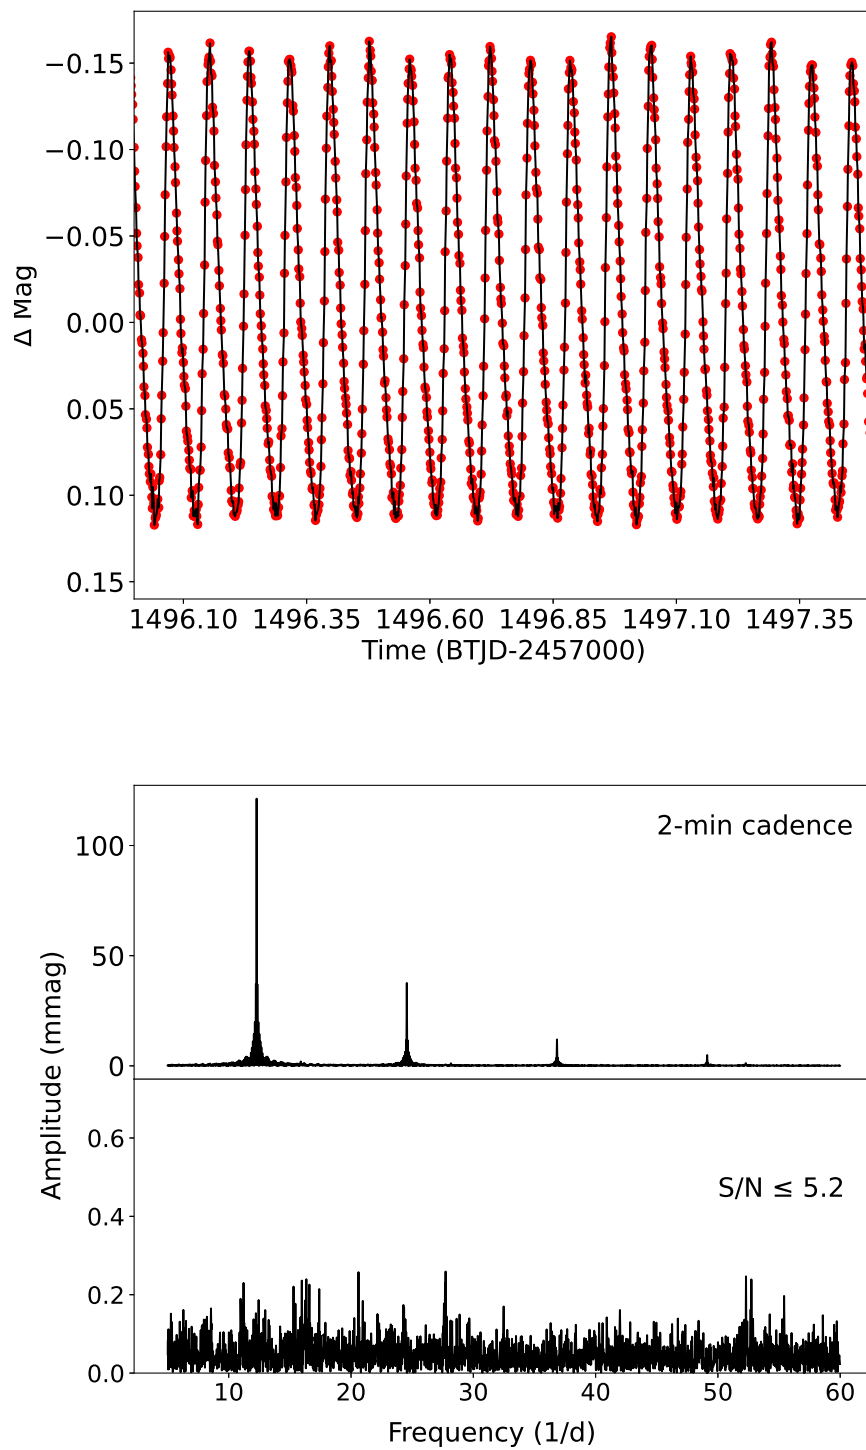 −0.15
−0.10
−0.05
0.00
0.05
0.10
0.15
Δ Mag
1496.10 1496.35 1496.60 1496.85 1497.10 1497.35
Time (BTJD-2457000)
2-min cadence
100
50
0
Amplitude (mmag)
S/N ≤ 5.2
0.6
0.4
0.2
0.0
10 20 30 40 50 60
Frequency (1/d)